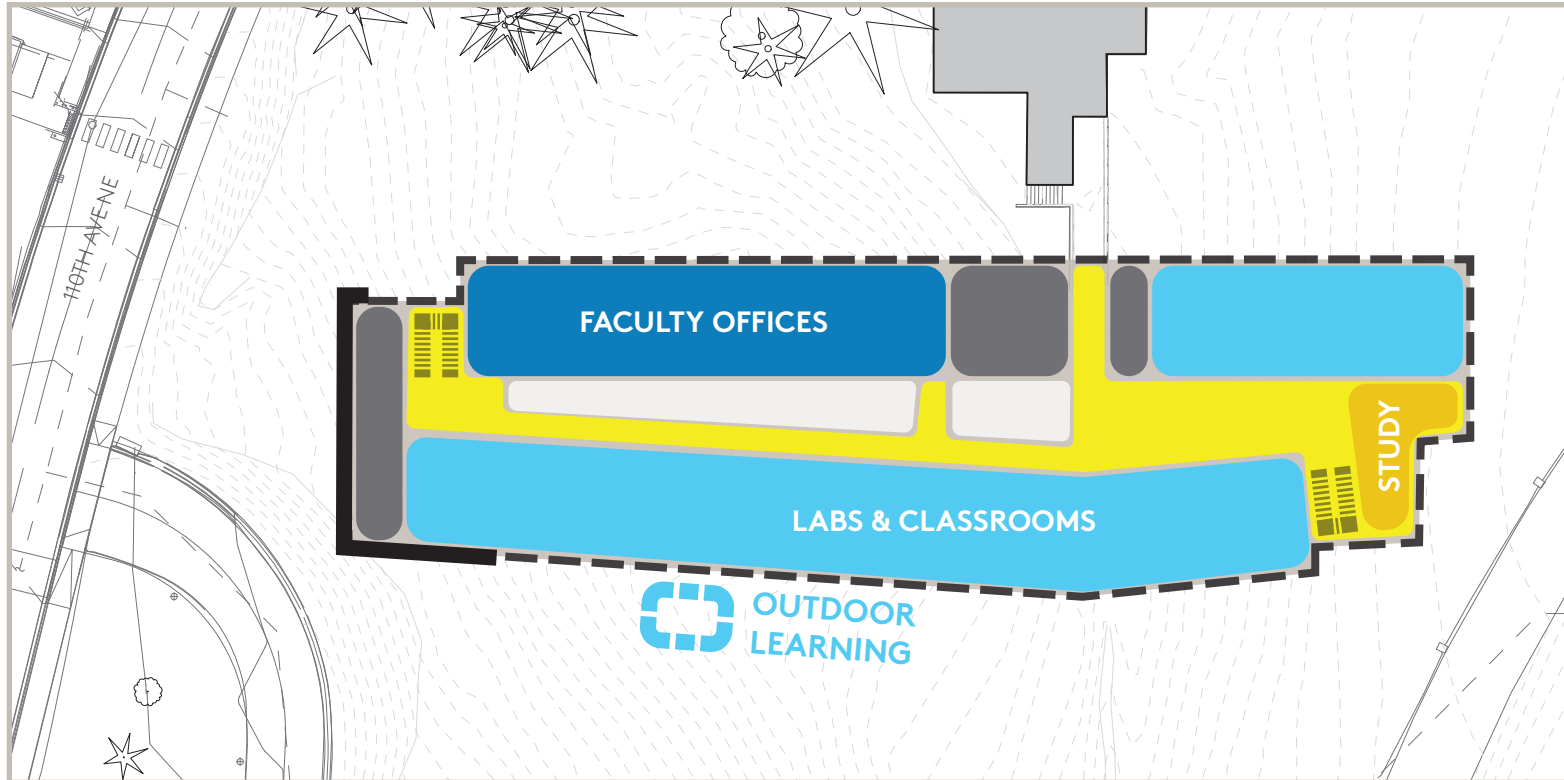 110TH AVE NE
FACULTY OFFICES
STUDY
LABS & CLASSROOMS
OUTDOOR
LEARNING